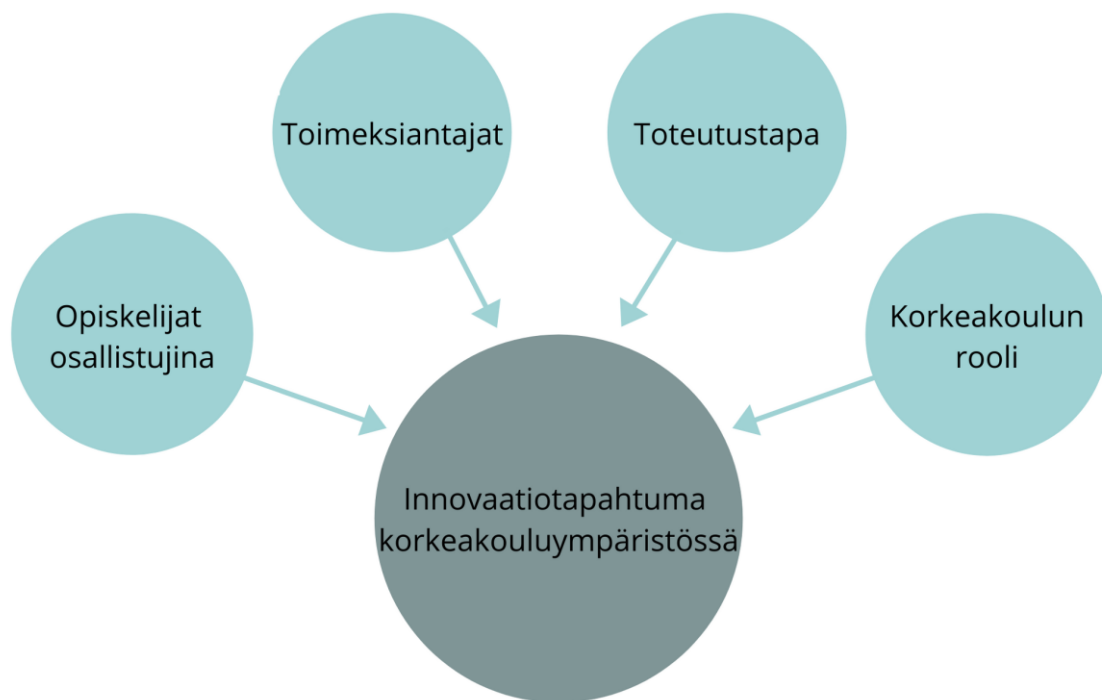 Toimeksiantajat
Toteutustapa
Opiskelijat
osallistujina
Korkeakoulun
rooli
Innovaatiotapahtuma
korkeakouluympäristössä